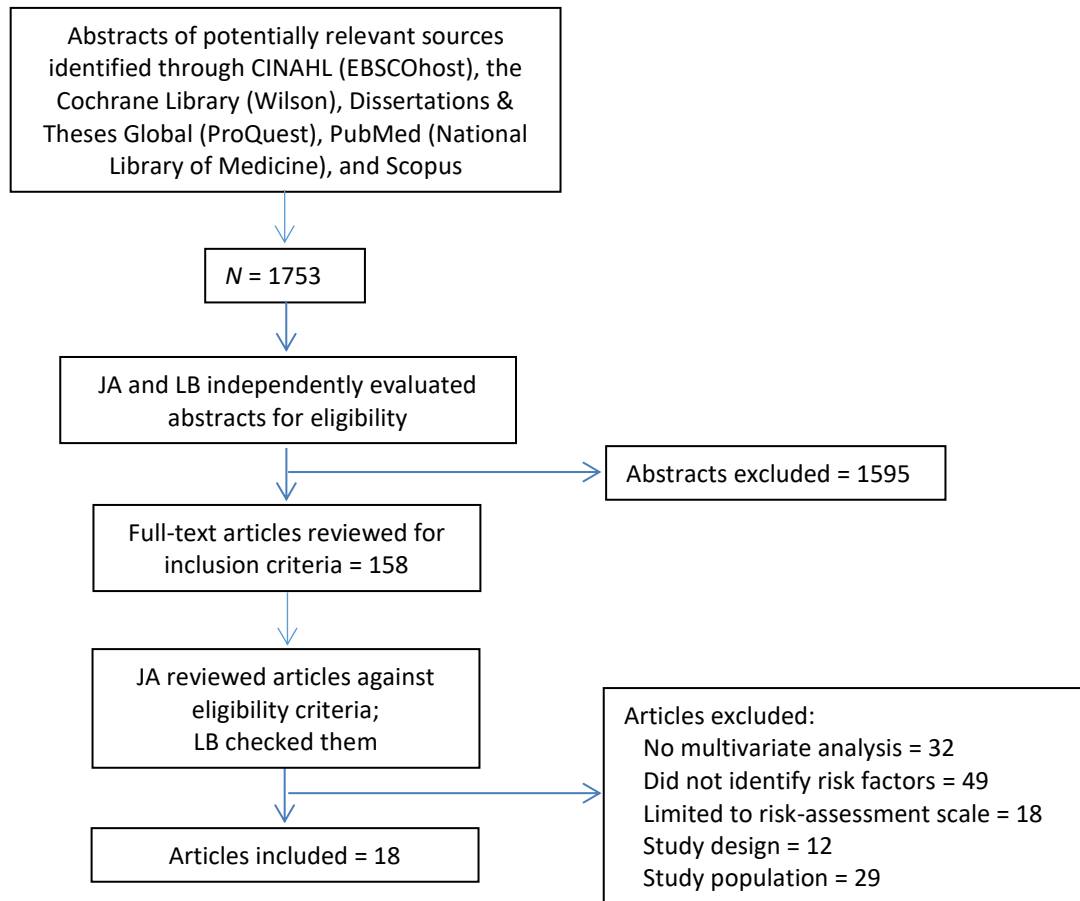 Abstracts of potentially relevant sources
identified through CINAHL (EBSCOhost), the
Cochrane Library (Wilson), Dissertations &
Theses Global (ProQuest), PubMed (National
Library of Medicine), and Scopus
N = 1753
JA and LB independently evaluated
abstracts for eligibility
Abstracts excluded = 1595
Full-text articles reviewed for
inclusion criteria = 158
JA reviewed articles against
eligibility criteria;
LB checked them
Articles excluded:
No multivariate analysis = 32
Did not identify risk factors = 49
Limited to risk-assessment scale = 18
Study design = 12
Study population = 29
Articles included = 18